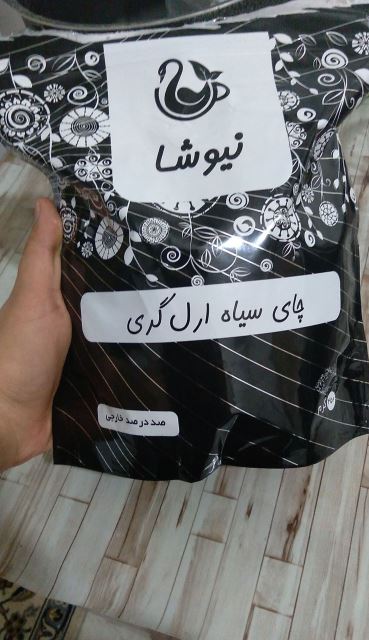 نیوشا
چای سیاه ارل گری
صد در صد خارجی